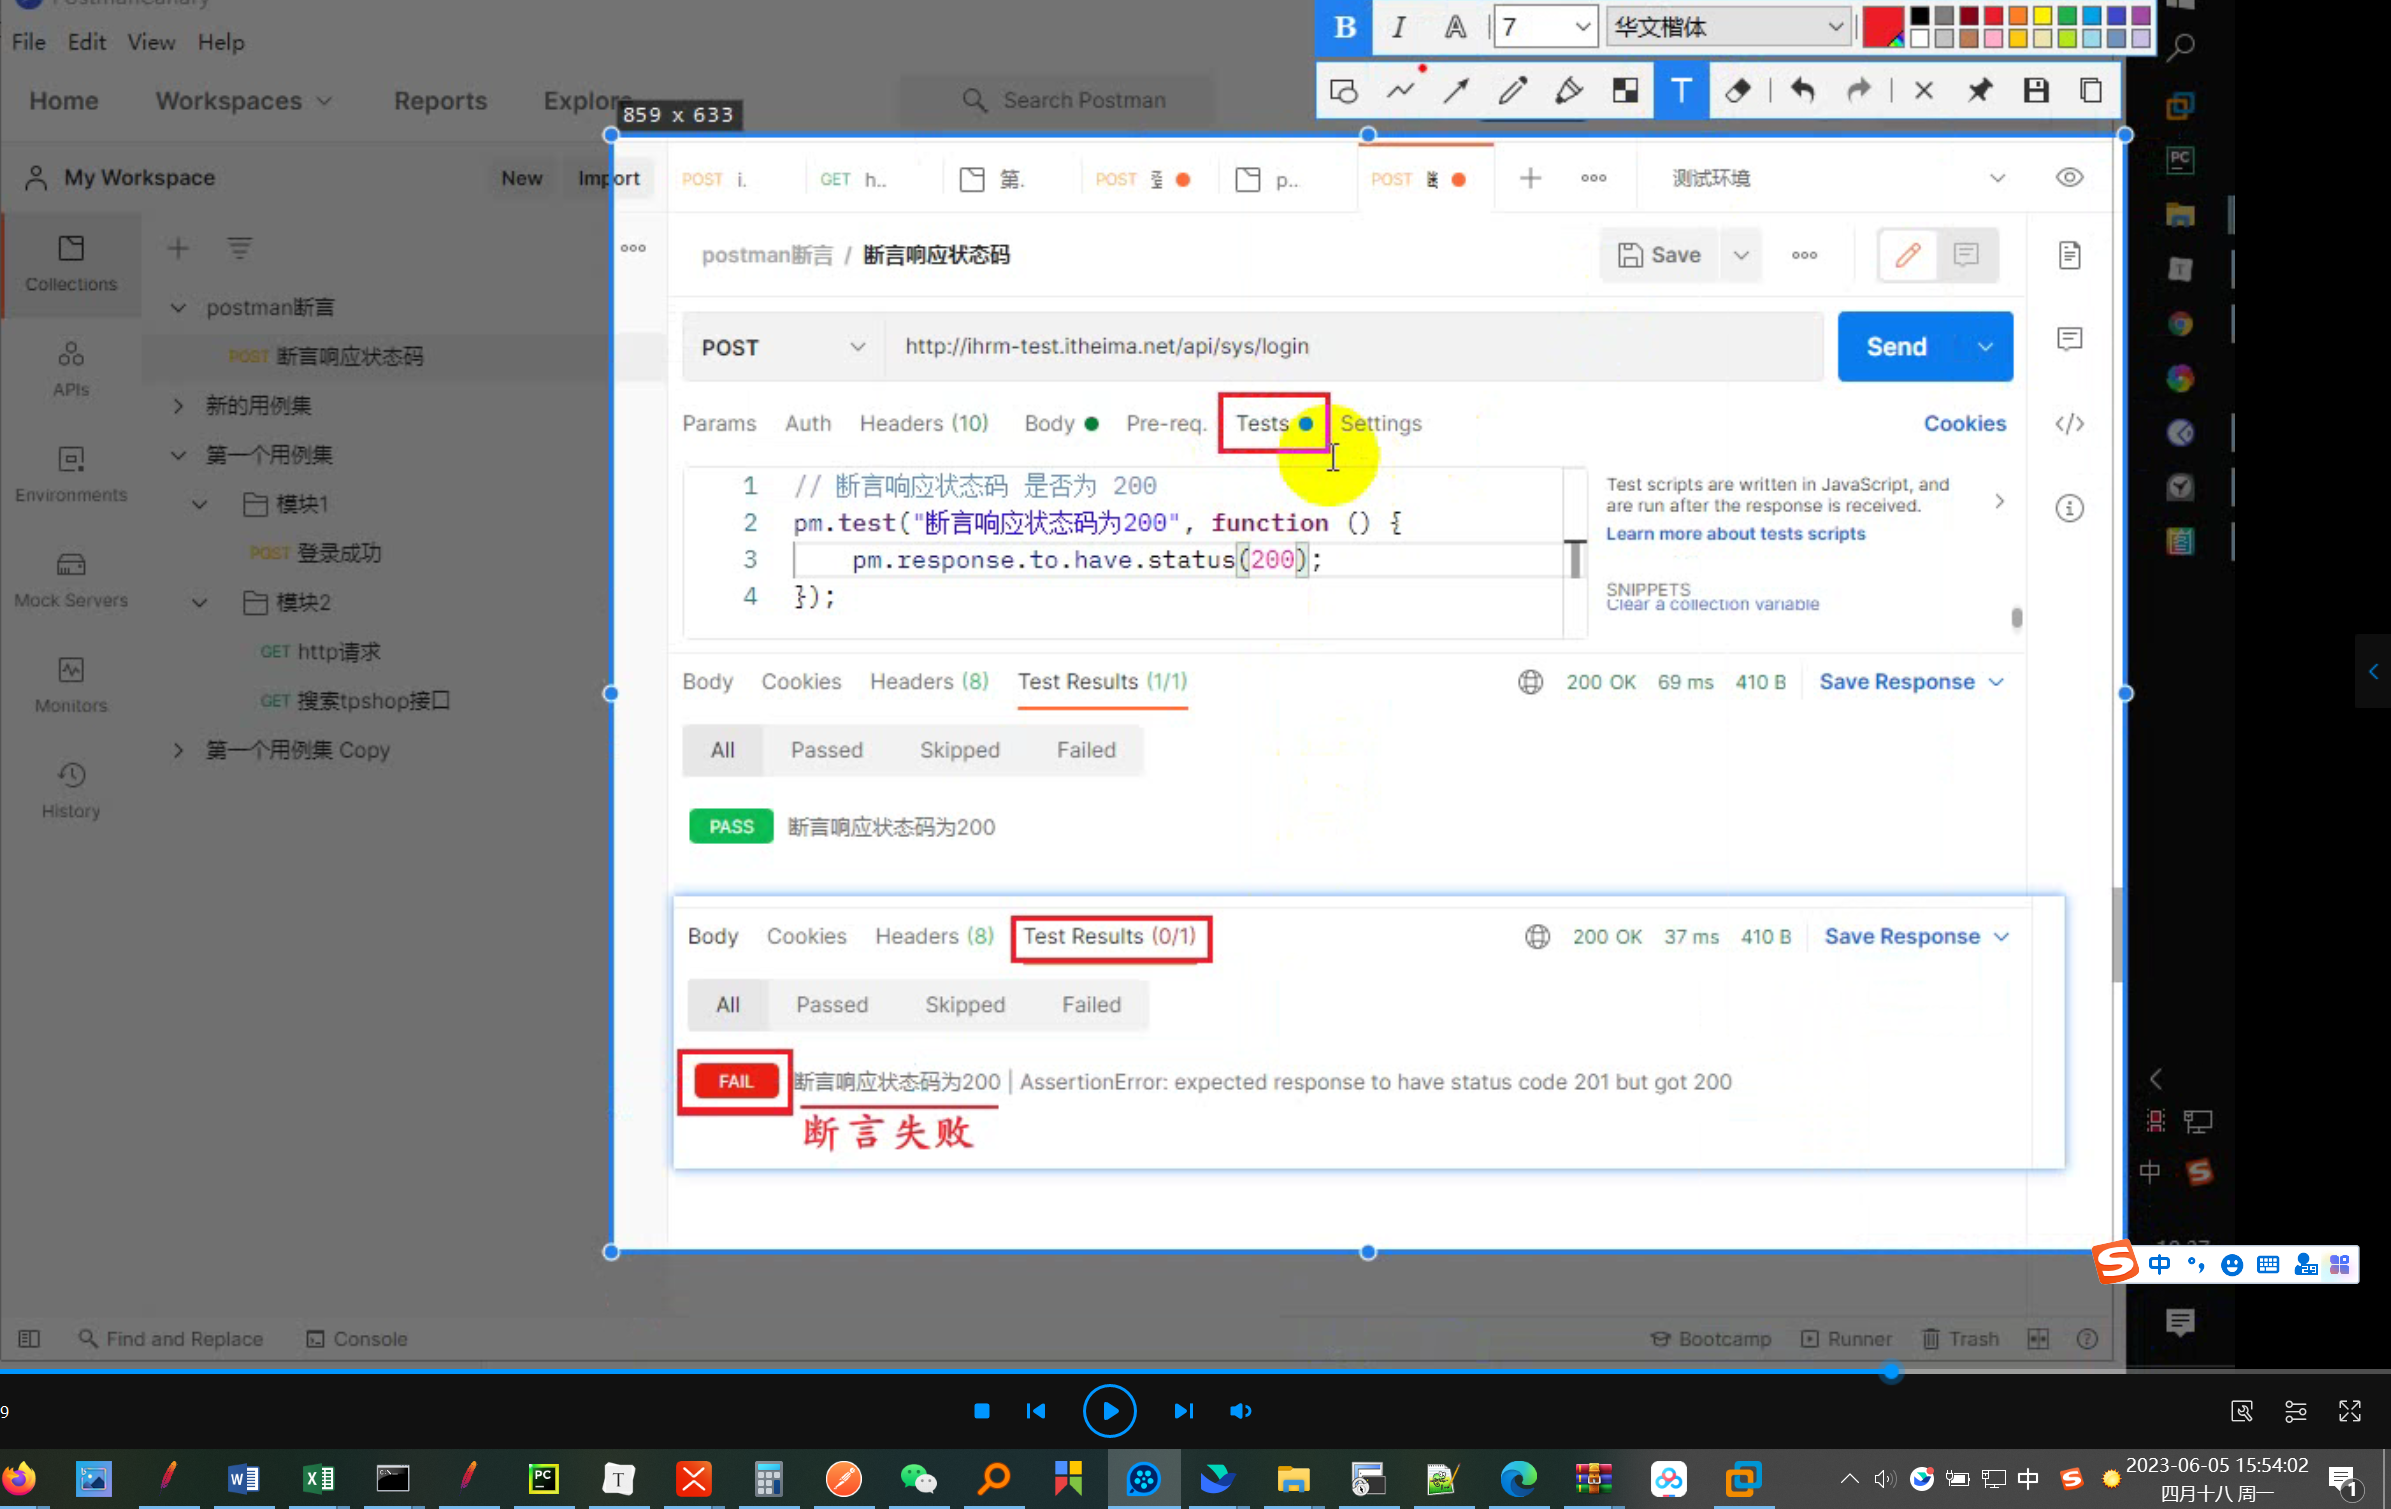 File Edit View Help
B I A 7 华文楷体
Home Workspaces Reports Explore Search Postman
859 x 633
My Workspace New Import
POST i. GET h.. 第. POST p.. POST 测试环境
postman断言 / 断言响应状态码 Save
Collections
postman断言
POST 断言响应状态码
POST http://ihrm-test.itheima.net/api/sys/login Send
APIs
新的用例集
Params Auth Headers (10) Body Pre-req. Tests Settings Cookies
第一个用例集
Environments
模块1
POST 登录成功
Mock Servers
模块2
GET http请求
Monitors
GET 搜索tpshop接口
第一个用例集 Copy
History
1 // 断言响应状态码 是否为 200
2 pm.test("断言响应状态码为200", function () {
3 pm.response.to.have.status(200);
4 });
Test scripts are written in JavaScript, and
are run after the response is received.
Learn more about tests scripts
SNIPPETS
Clear a collection variable
Body Cookies Headers (8) Test Results (1/1) 200 OK 69 ms 410 B Save Response
All Passed Skipped Failed
PASS 断言响应状态码为200
Body Cookies Headers (8) Test Results (0/1) 200 OK 37 ms 410 B Save Response
All Passed Skipped Failed
FAIL 断言响应状态码为200 | AssertionError: expected response to have status code 201 but got 200
断言失败
中
中
Find and Replace Console Bootcamp Runner Trash
9
中 2023-06-05 15:54:02
四月十八 周一
1